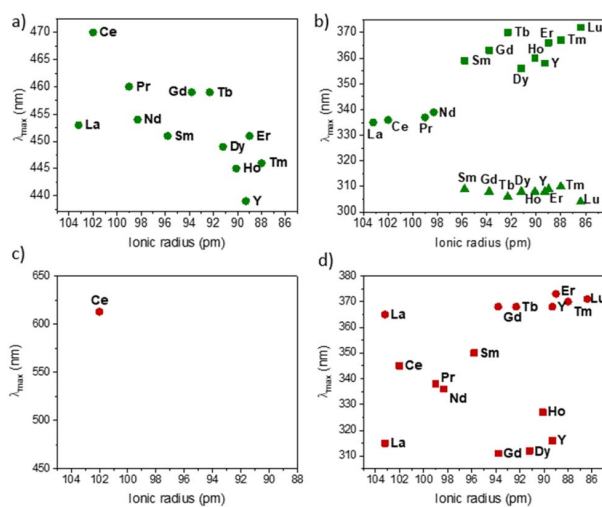 a)
470
460
450
440
λmax (nm)
Ce
Pr
Gd
Tb
La
Nd
Sm
Er
Dy
Ho
Tm
Y
104 102 100 98 96 94 92 90 88 86
Ionic radius (pm)
b)
370
360
350
340
330
320
310
300
λmax (nm)
Lu
Tb
Er
Tm
Sm
Gd
Ho
Y
Dy
Nd
La
Ce
Pr
Sm Gd Tb Dy Y Tm
Ho Er Lu
104 102 100 98 96 94 92 90 88 86
Ionic radius (pm)
c)
650
600
550
500
450
λmax (nm)
Ce
104 102 100 98 96 94 92 90 88
Ionic radius (pm)
d)
380
370
360
350
340
330
320
310
300
λmax (nm)
Er
Lu
La
Gd
Tb
Y
Tm
Sm
Ce
Pr
Nd
Ho
La
Gd
Dy
Y
104 102 100 98 96 94 92 90 88 86
Ionic radius (pm)